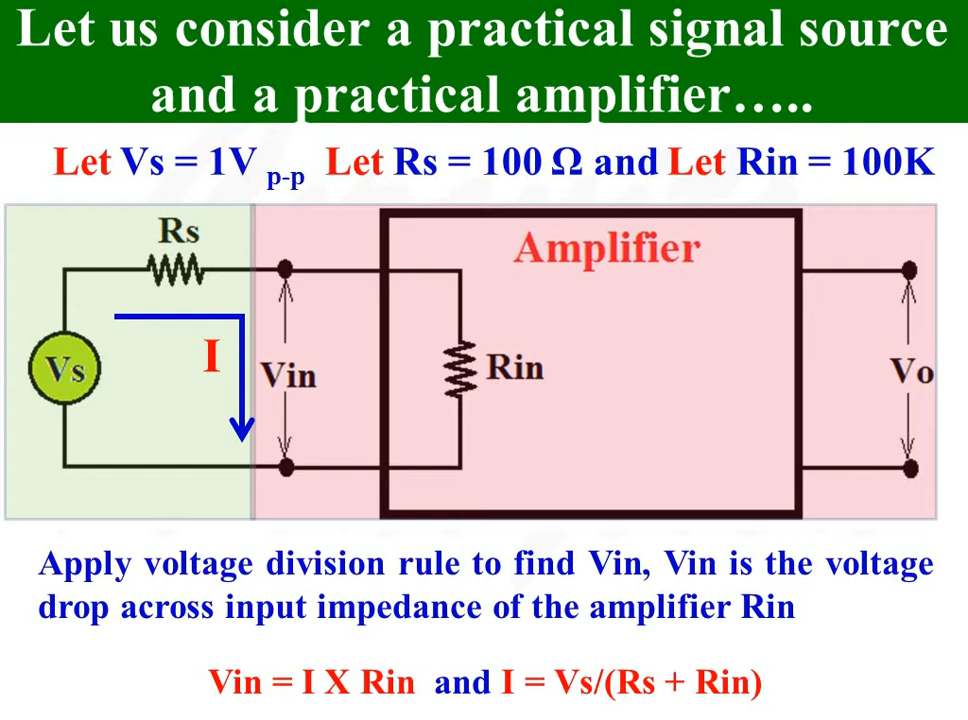 Let us consider a practical signal source
and a practical amplifier…..
Let Vs = 1V p-p Let Rs = 100 Ω and Let Rin = 100K
Rs
Amplifier
Vs
I
Vin
Rin
Vo
Apply voltage division rule to find Vin, Vin is the voltage
drop across input impedance of the amplifier Rin
Vin = I X Rin and I = Vs/(Rs + Rin)